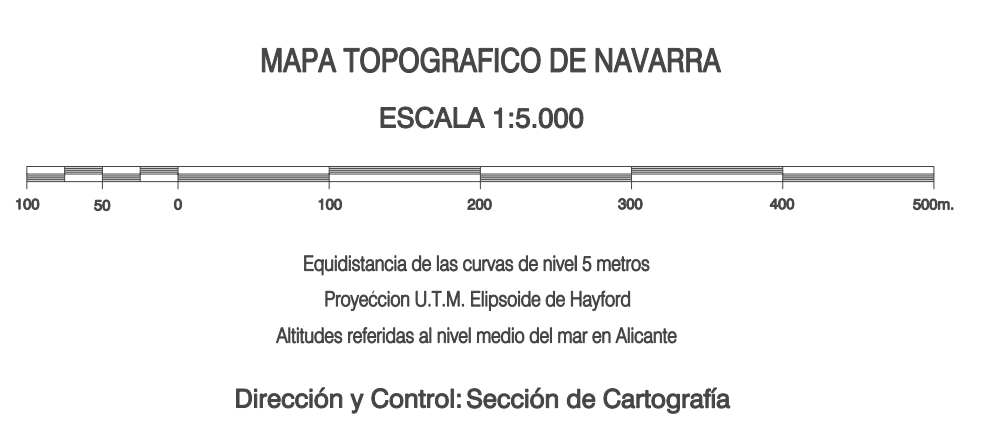 MAPA TOPOGRAFICO DE NAVARRA
ESCALA 1:5.000
100 50 0 100 200 300 400 500m.
Equidistancia de las curvas de nivel 5 metros
Proyećcion U.T.M. Elipsoide de Hayford
Altitudes referidas al nivel medio del mar en Alicante
Dirección y Control: Sección de Cartografía